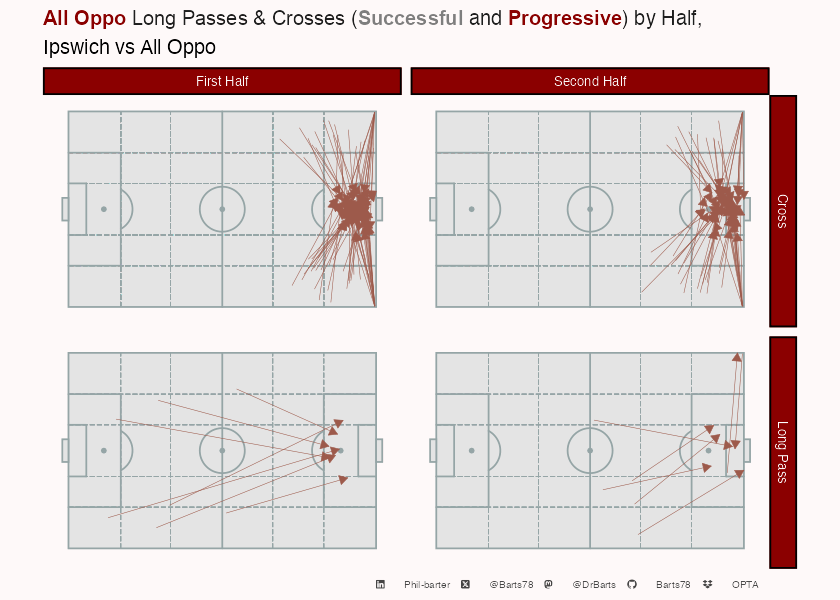 All Oppo Long Passes & Crosses (Successful and Progressive) by Half,
Ipswich vs All Oppo
First Half
Second Half
Cross
Long Pass
Phil-barter @Barts78 @DrBarts Barts78 OPTA